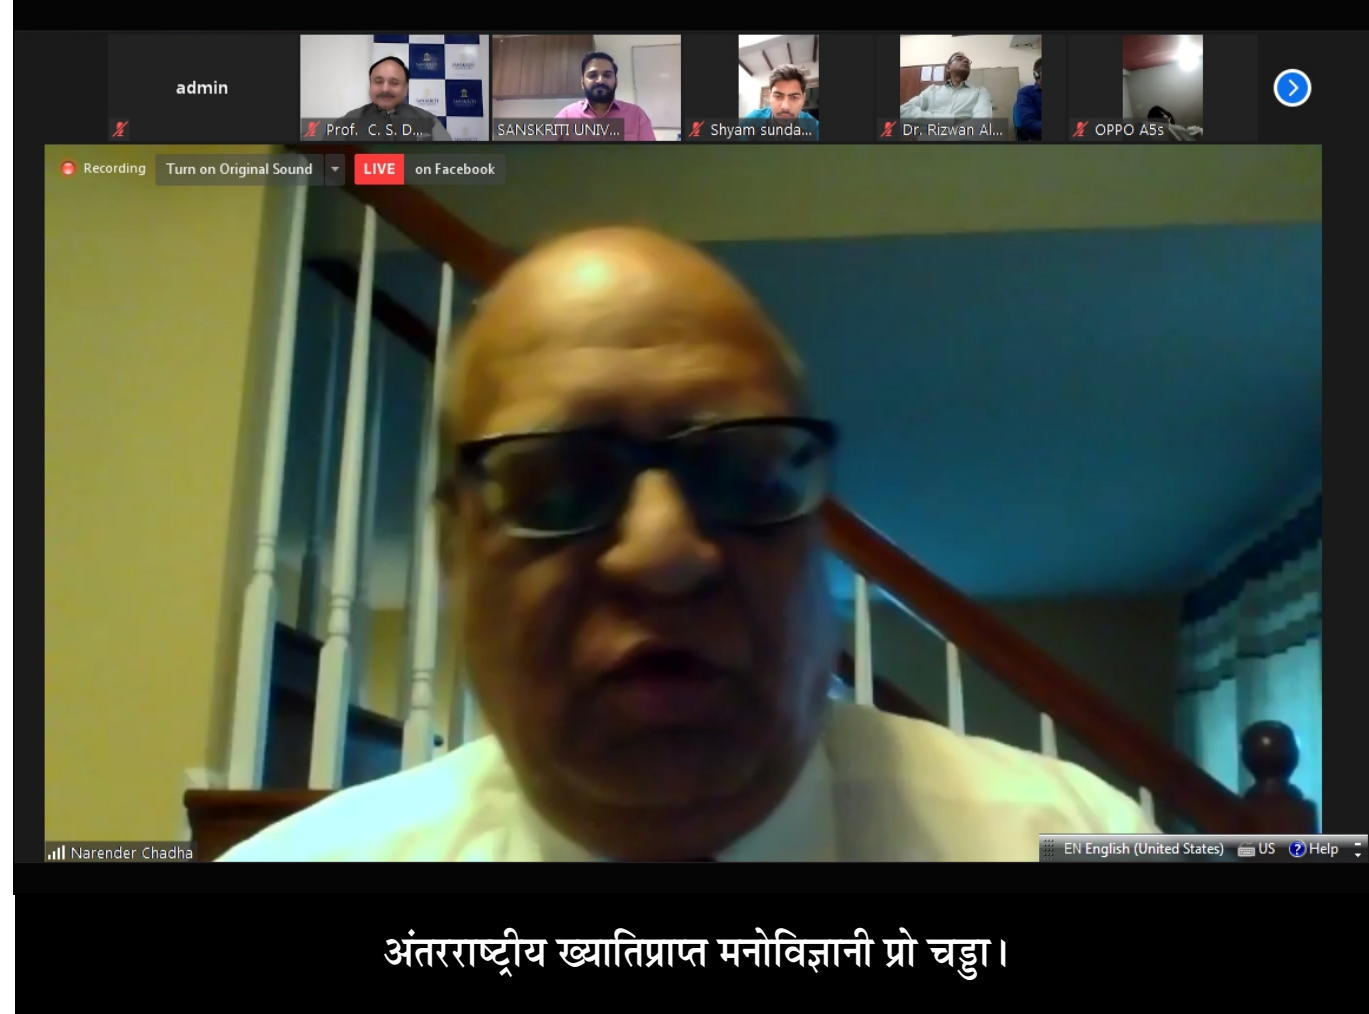 admin
Prof. C. S. D...
SANSKRITI UNIV...
Shyam sunda...
Dr. Rizwan Al...
OPPO A5s
Recording Turn on Original Sound LIVE on Facebook
Narender Chadha
EN English (United States) US Help
अंतरराष्ट्रीय ख्यातिप्राप्त मनोविज्ञानी प्रो चड्डा।